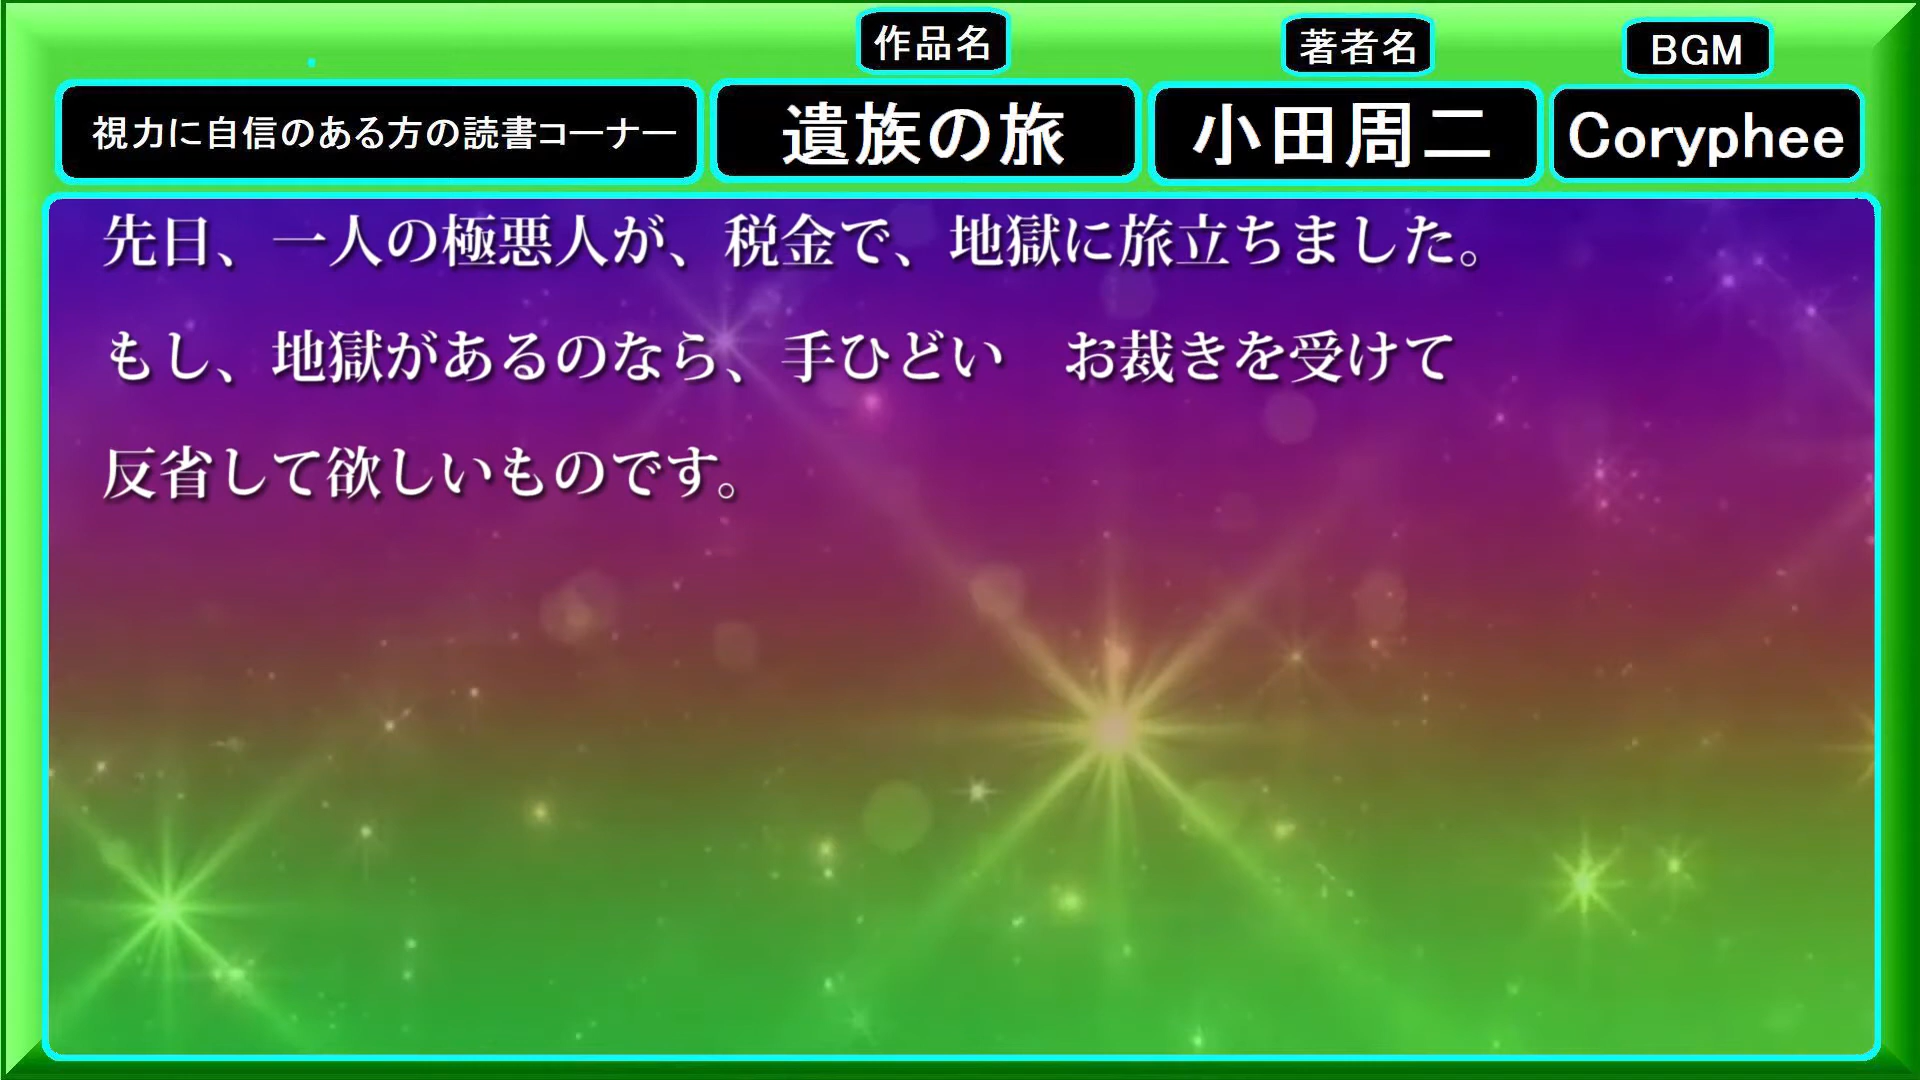 作品名
著者名
BGM
視力に自信のある方の読書コーナー
遺族の旅
小田周二
Coryphee
先日、一人の極悪人が、税金で、地獄に旅立ちました。
もし、地獄があるのなら、手ひどい　お裁きを受けて
反省して欲しいものです。